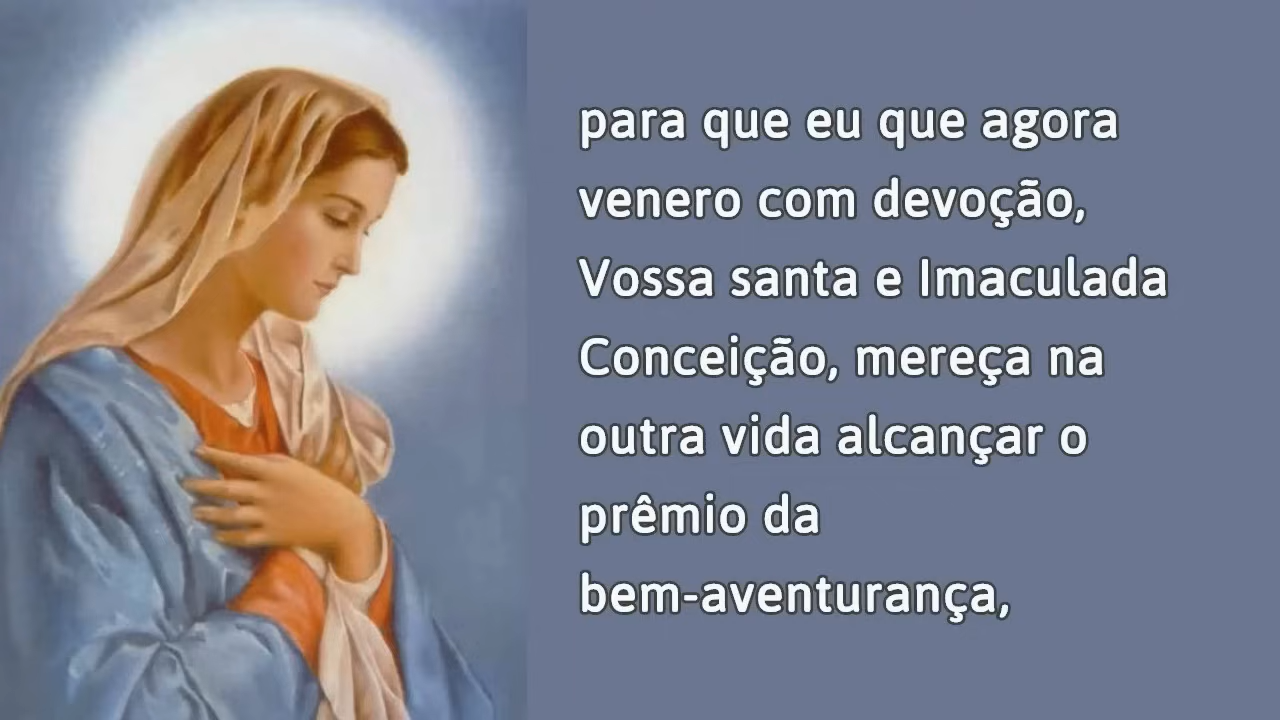 para que eu que agora
venero com devoção,
Vossa santa e Imaculada
Conceição, mereça na
outra vida alcançar o
prêmio da
bem-aventurança,